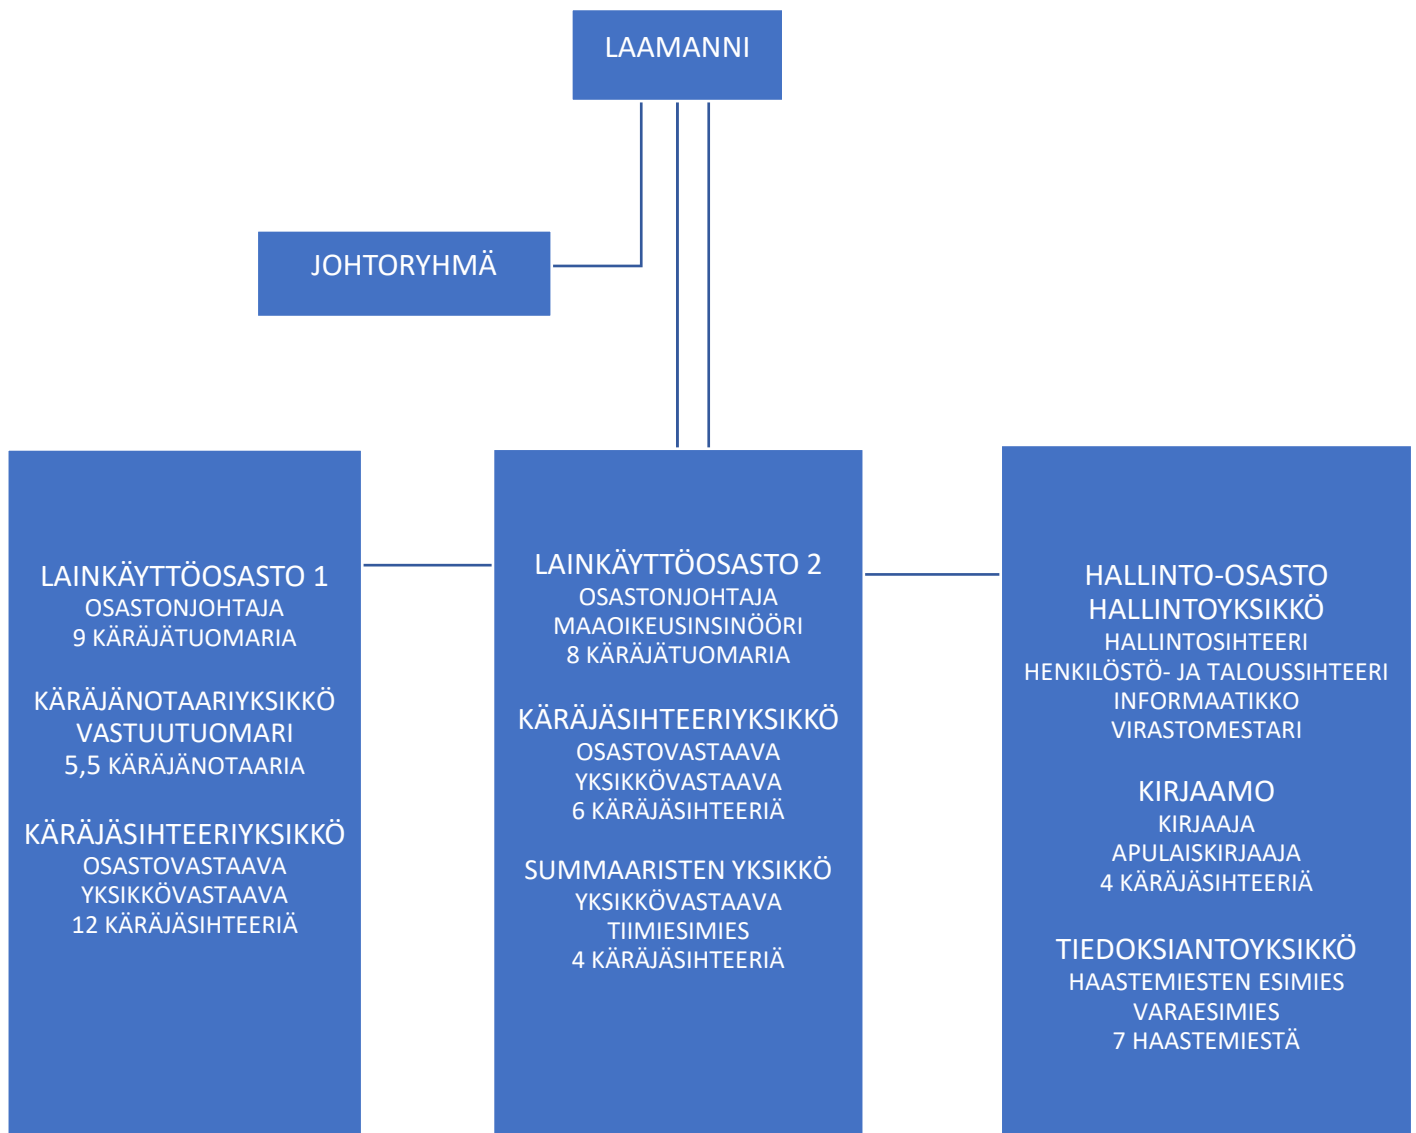 LAAMANNI
JOHTORYHMÄ
LAINKÄYTTÖOSASTO 1
OSASTONJOHTAJA
9 KÄRÄJÄTUOMARIA
KÄRÄJÄNOTAARIYKSIKKÖ
VASTUUTUOMARI
5,5 KÄRÄJÄNOTAARIA
KÄRÄJÄSIHTEERIYKSIKKÖ
OSASTOVASTAAVA
YKSIKKÖVASTAAVA
12 KÄRÄJÄSIHTEERIÄ
LAINKÄYTTÖOSASTO 2
OSASTONJOHTAJA
MAAOIKEUSINSINÖÖRI
8 KÄRÄJÄTUOMARIA
KÄRÄJÄSIHTEERIYKSIKKÖ
OSASTOVASTAAVA
YKSIKKÖVASTAAVA
6 KÄRÄJÄSIHTEERIÄ
SUMMAARISTEN YKSIKKÖ
YKSIKKÖVASTAAVA
TIIMIESIMIES
4 KÄRÄJÄSIHTEERIÄ
HALLINTO-OSASTO
HALLINTOYKSIKKÖ
HALLINTOSIHTEERI
HENKILÖSTÖ- JA TALOUSSIHTEERI
INFORMAATIKKO
VIRASTOMESTARI
KIRJAAMO
KIRJAAJA
APULAISKIRJAAJA
4 KÄRÄJÄSIHTEERIÄ
TIEDOKSIANTOYKSIKKÖ
HAASTEMIESTEN ESIMIES
VARAESIMIES
7 HAASTEMIESTÄ